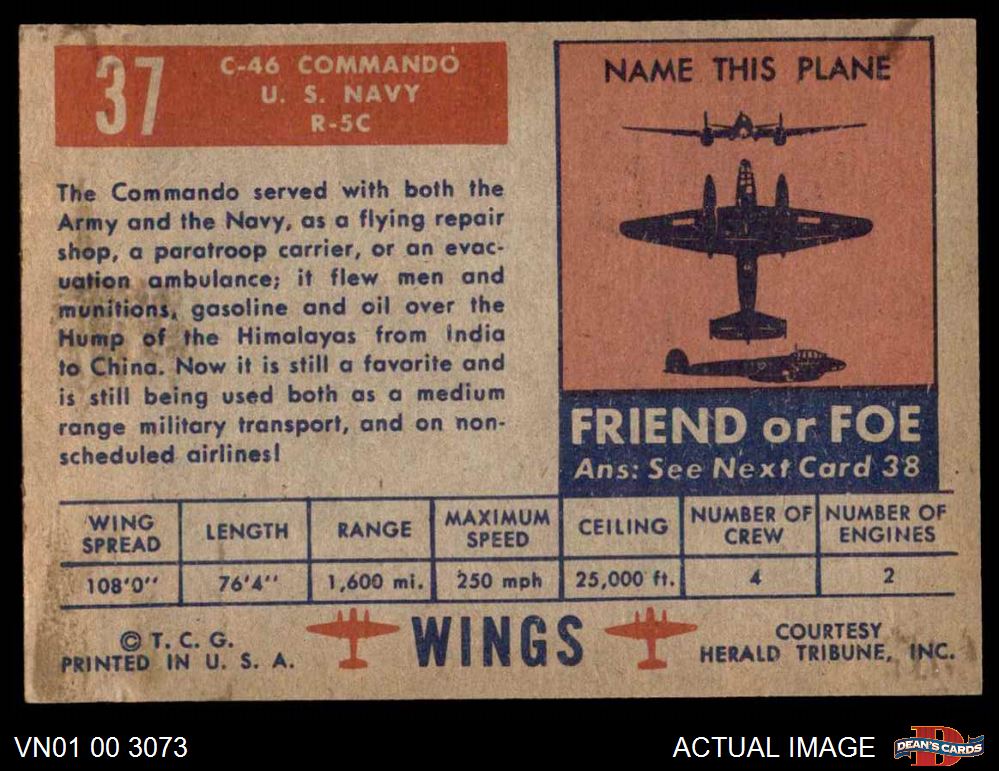 37
C-46 COMMANDO
U. S. NAVY
R-5C
The Commando served with both the
Army and the Navy, as a flying repair
shop, a paratroop carrier, or an evac-
uation ambulance; it flew men and
munitions, gasoline and oil over the
Hump of the Himalayas from India
to China. Now it is still a favorite and
is still being used both as a medium
range military transport, and on non-
scheduled airlines!
NAME THIS PLANE
FRIEND or FOE
Ans: See Next Card 38
WING SPREAD
LENGTH
RANGE
MAXIMUM SPEED
CEILING
NUMBER OF CREW
NUMBER OF ENGINES
108'0''
76'4''
1,600 mi.
250 mph
25,000 ft.
4
2
© T. C. G.
PRINTED IN U. S. A.
WINGS
COURTESY
HERALD TRIBUNE, INC.
VN01 00 3073
ACTUAL IMAGE
D
DEAN'S CARDS